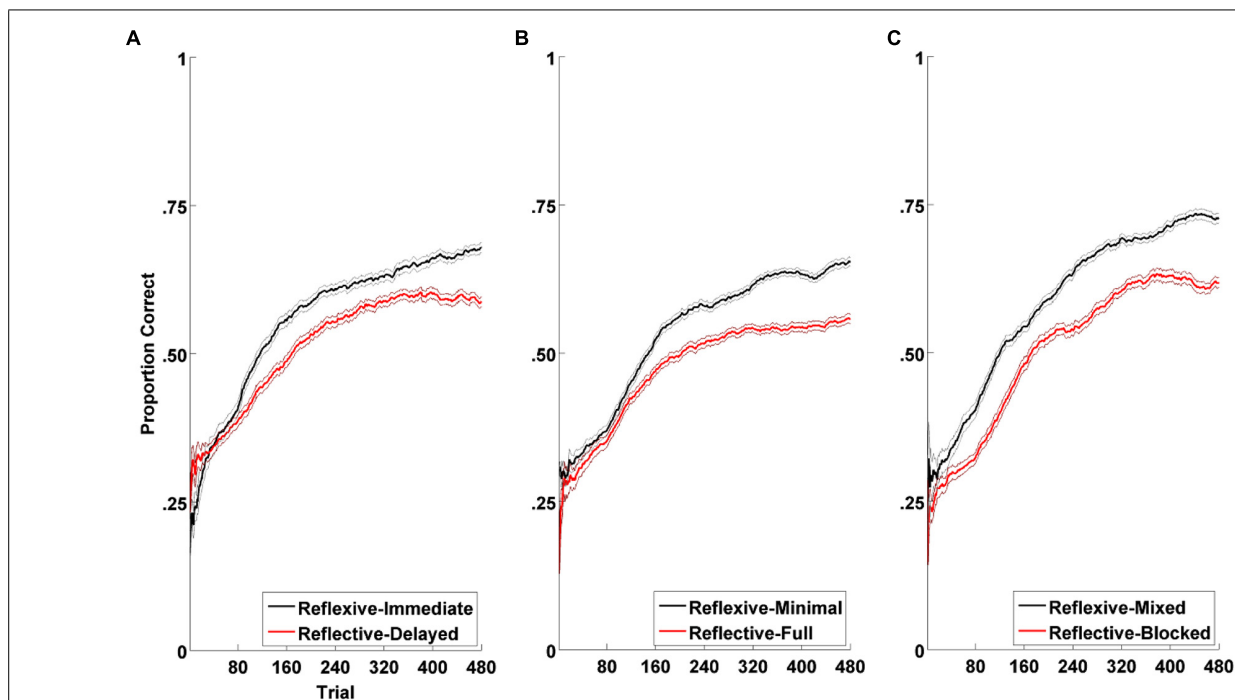 A
1
.75
.50
.25
0
Proportion Correct
80 160 240 320 400 480
Trial
Reflexive-Immediate
Reflective-Delayed
B
1
.75
.50
.25
0
80 160 240 320 400 480
Reflexive-Minimal
Reflective-Full
C
1
.75
.50
.25
0
80 160 240 320 400 480
Reflexive-Mixed
Reflective-Blocked